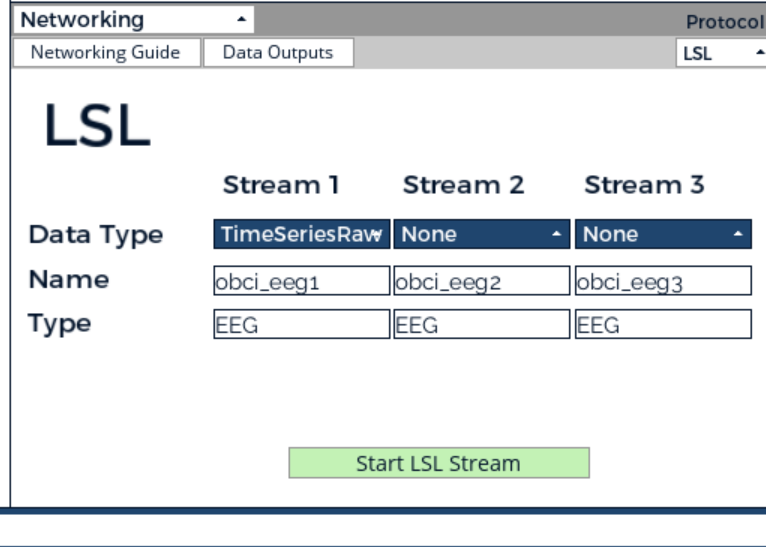 Networking Protocol
Networking Guide Data Outputs LSL
LSL
Stream 1 Stream 2 Stream 3
Data Type TimeSeriesRaw None None
Name obci_eeg1 obci_eeg2 obci_eeg3
Type EEG EEG EEG
Start LSL Stream